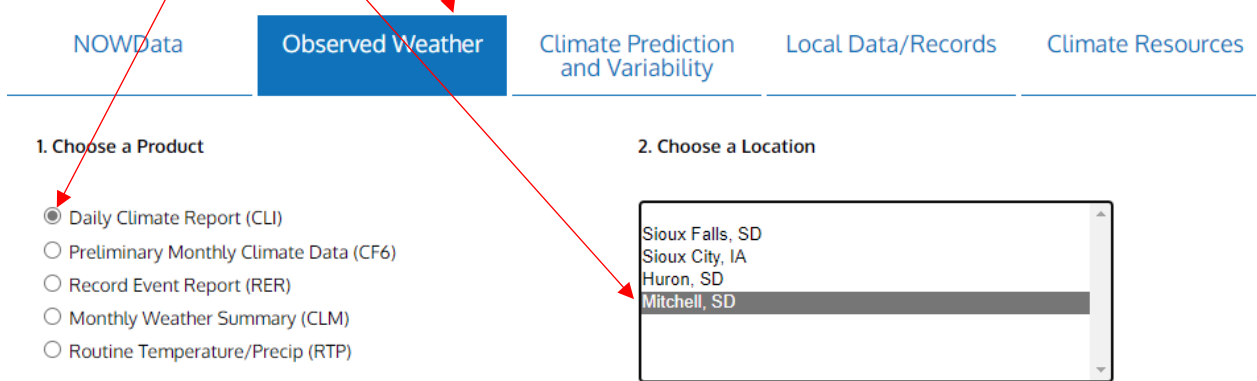 NOWData
Observed Weather
Climate Prediction
and Variability
Local Data/Records
Climate Resources
1. Choose a Product
2. Choose a Location
Daily Climate Report (CLI)
Preliminary Monthly Climate Data (CF6)
Record Event Report (RER)
Monthly Weather Summary (CLM)
Routine Temperature/Precip (RTP)
Sioux Falls, SD
Sioux City, IA
Huron, SD
Mitchell, SD